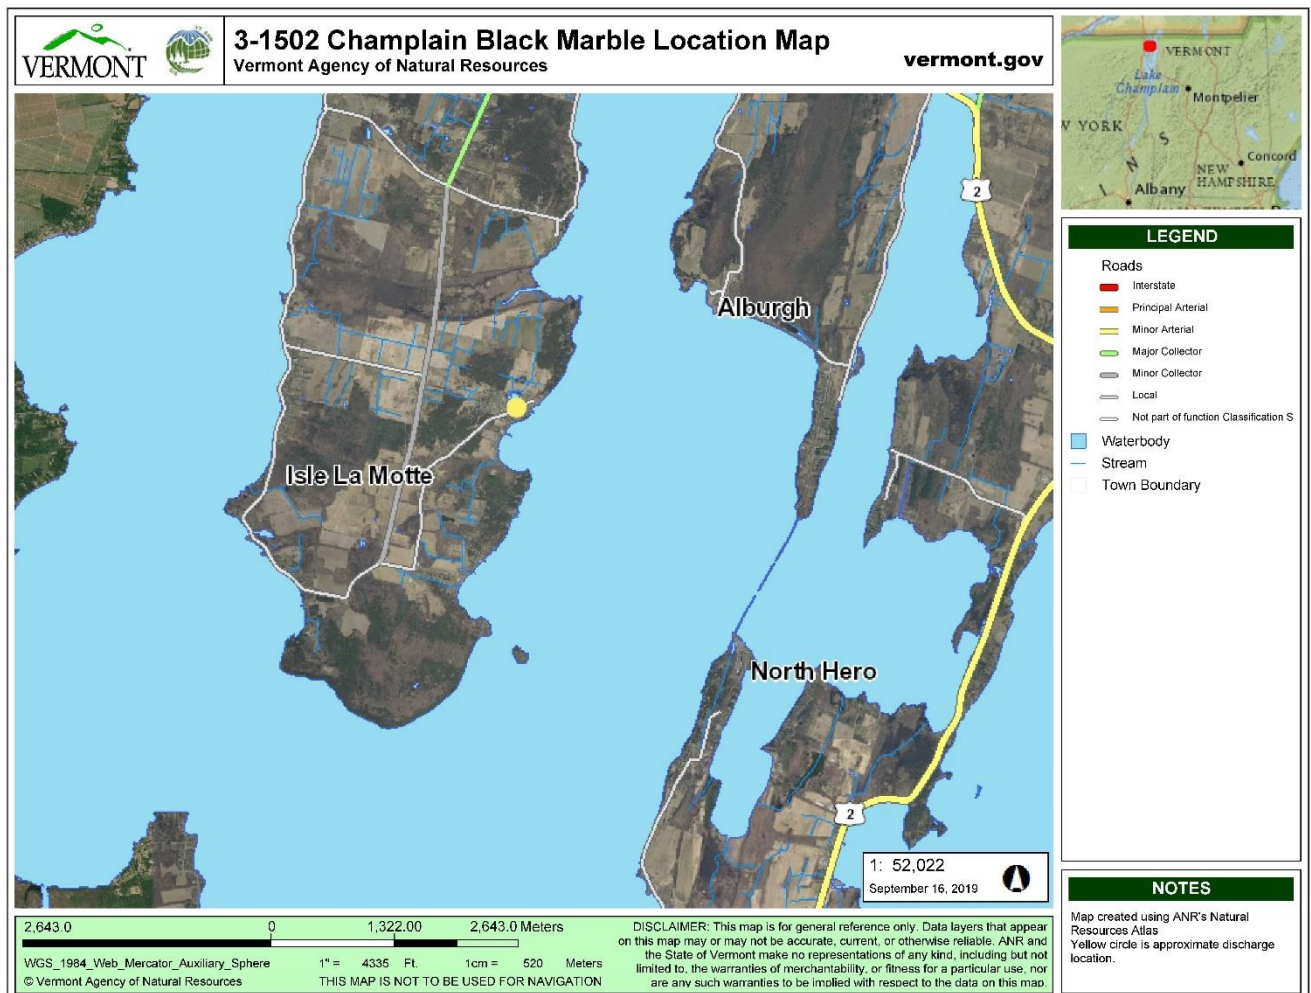 VERMONT
3-1502 Champlain Black Marble Location Map
Vermont Agency of Natural Resources
vermont.gov
VERMONT
Lake
Champlain
Montpelier
W YORK
NEW
HAMPSHIRE
Concord
Albany
I N S
2
Alburgh
Isle La Motte
North Hero
2
1: 52,022
September 16, 2019
LEGEND
Roads
Interstate
Principal Arterial
Minor Arterial
Major Collector
Minor Collector
Local
Not part of function Classification S
Waterbody
Stream
Town Boundary
NOTES
Map created using ANR's Natural
Resources Atlas
Yellow circle is approximate discharge
location.
2,643.0 0 1,322.00 2,643.0 Meters
WGS_1984_Web_Mercator_Auxiliary_Sphere 1" = 4335 Ft. 1cm = 520 Meters
© Vermont Agency of Natural Resources THIS MAP IS NOT TO BE USED FOR NAVIGATION
DISCLAIMER: This map is for general reference only. Data layers that appear
on this map may or may not be accurate, current, or otherwise reliable. ANR and
the State of Vermont make no representations of any kind, including but not
limited to, the warranties of merchantability, or fitness for a particular use, nor
are any such warranties to be implied with respect to the data on this map.